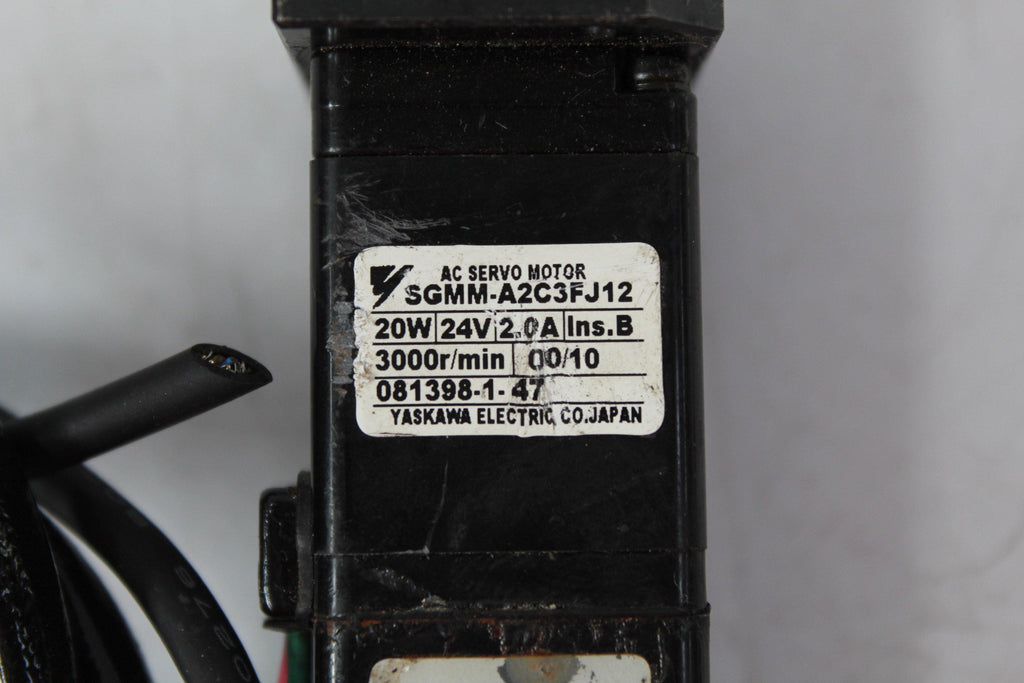 AC SERVO MOTOR
SGMM-A2C3FJ12
20W 24V 2.0A Ins.B
3000r/min 00/10
081398-1-47
YASKAWA ELECTRIC CO.JAPAN